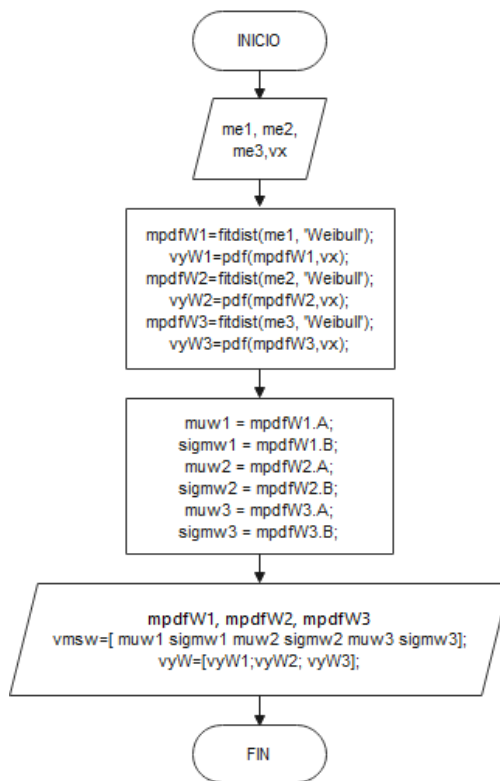 INICIO
me1, me2,
me3,vx
mpdfW1=fitdist(me1, 'Weibull');
vyW1=pdf(mpdfW1,vx);
mpdfW2=fitdist(me2, 'Weibull');
vyW2=pdf(mpdfW2,vx);
mpdfW3=fitdist(me3, 'Weibull');
vyW3=pdf(mpdfW3,vx);
muw1 = mpdfW1.A;
sigmw1 = mpdfW1.B;
muw2 = mpdfW2.A;
sigmw2 = mpdfW2.B;
muw3 = mpdfW3.A;
sigmw3 = mpdfW3.B;
mpdfW1, mpdfW2, mpdfW3
vmsw=[ muw1 sigmw1 muw2 sigmw2 muw3 sigmw3];
vyW=[vyW1;vyW2; vyW3];
FIN